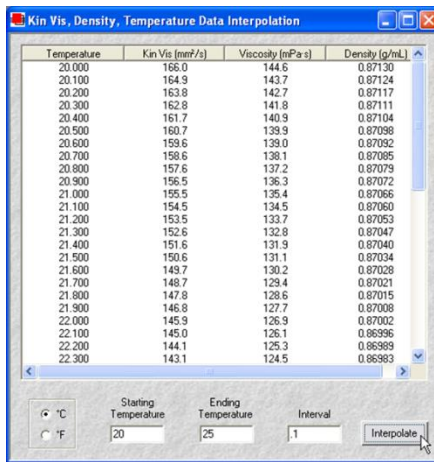 Kin Vis, Density, Temperature Data Interpolation
Temperature Kin Vis (mm²/s) Viscosity (mPa·s) Density (g/mL)
20.000 166.0 144.6 0.87130
20.100 164.9 143.7 0.87124
20.200 163.8 142.7 0.87117
20.300 162.8 141.8 0.87111
20.400 161.7 140.9 0.87104
20.500 160.7 139.9 0.87098
20.600 159.6 139.0 0.87092
20.700 158.6 138.1 0.87085
20.800 157.6 137.2 0.87079
20.900 156.5 136.3 0.87072
21.000 155.5 135.4 0.87066
21.100 154.5 134.5 0.87060
21.200 153.5 133.7 0.87053
21.300 152.6 132.8 0.87047
21.400 151.6 131.9 0.87040
21.500 150.6 131.1 0.87034
21.600 149.7 130.2 0.87028
21.700 148.7 129.4 0.87021
21.800 147.8 128.6 0.87015
21.900 146.8 127.7 0.87008
22.000 145.9 126.9 0.87002
22.100 145.0 126.1 0.86996
22.200 144.1 125.3 0.86989
22.300 143.1 124.5 0.86983
°C
°F
Starting
Temperature
20
Ending
Temperature
25
Interval
.1
Interpolate